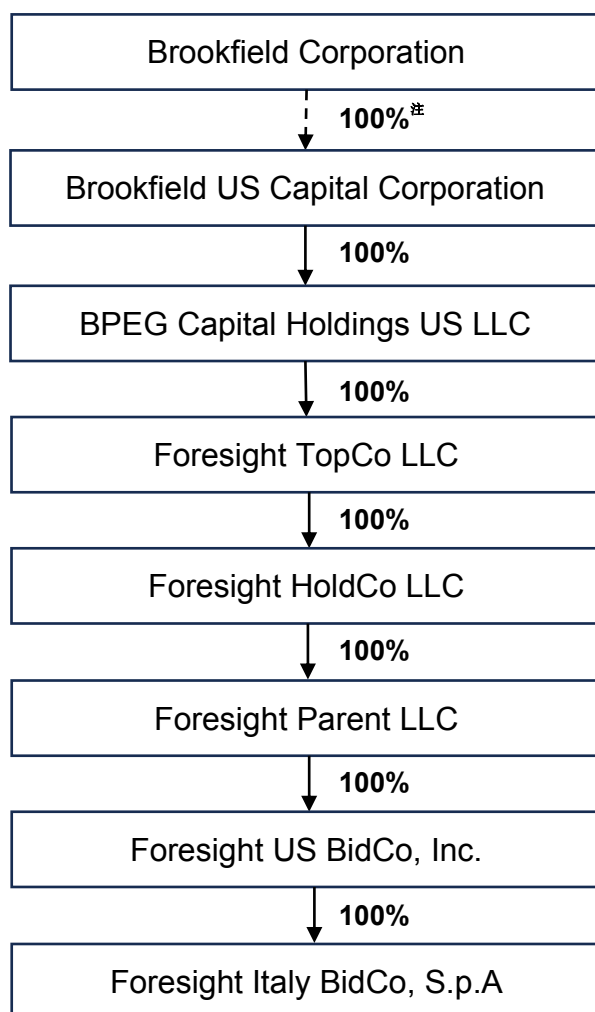 Brookfield Corporation
100%注
Brookfield US Capital Corporation
100%
BPEG Capital Holdings US LLC
100%
Foresight TopCo LLC
100%
Foresight HoldCo LLC
100%
Foresight Parent LLC
100%
Foresight US BidCo, Inc.
100%
Foresight Italy BidCo, S.p.A